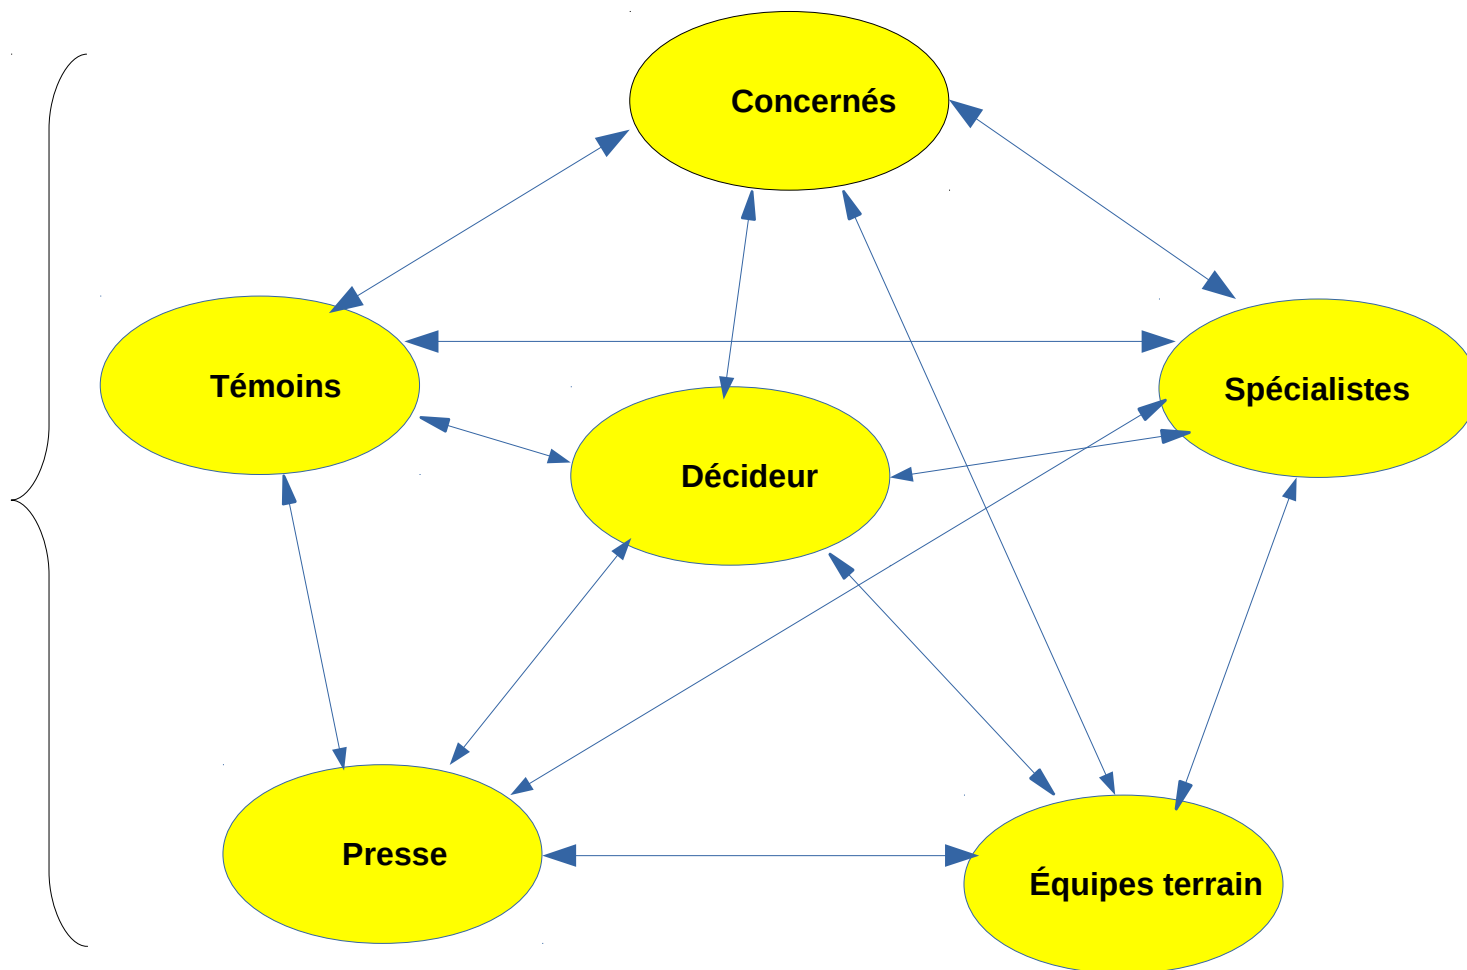 Concernés
Témoins
Spécialistes
Décideur
Presse
Équipes terrain